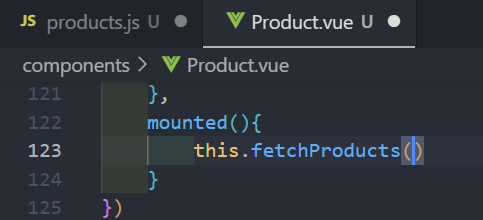 JS products.js U Product.vue U
components > Product.vue
121 },
122 mounted(){
123 this.fetchProducts()
124 }
125 })